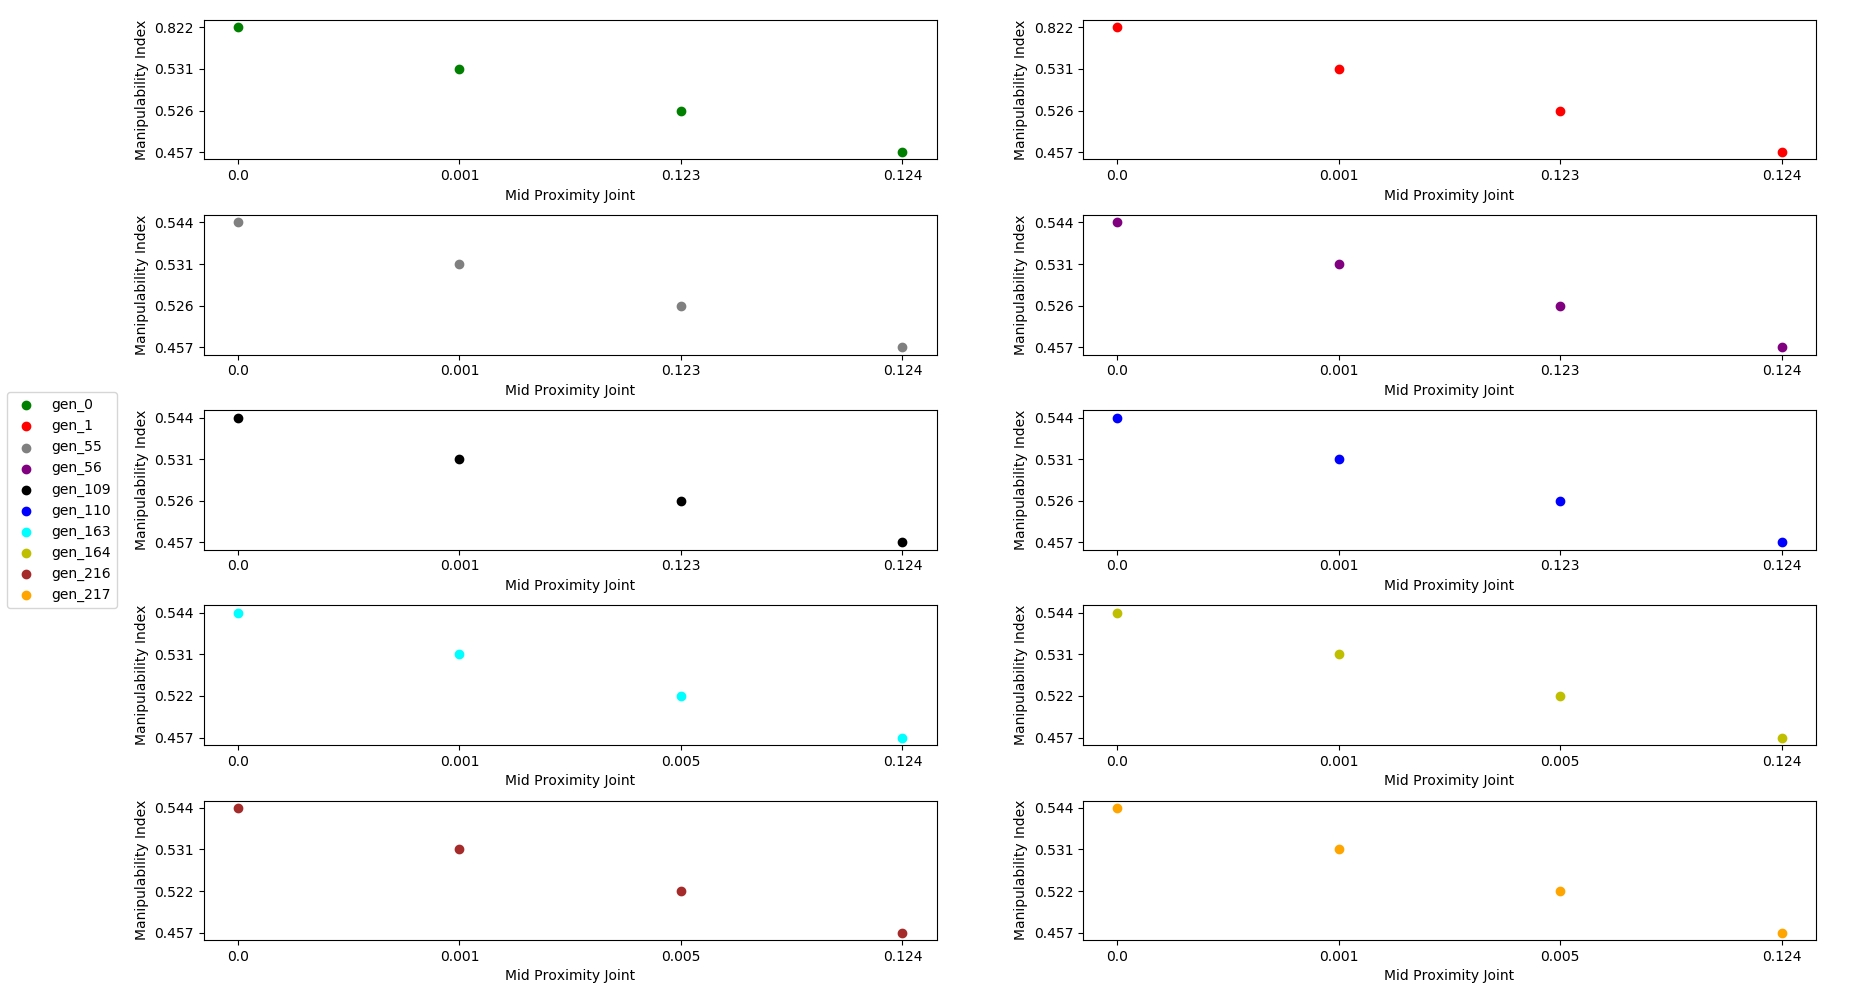 gen_0
gen_1
gen_55
gen_56
gen_109
gen_110
gen_163
gen_164
gen_216
gen_217
Manipulability Index
0.822
0.531
0.526
0.457
0.0 0.001 0.123 0.124
Mid Proximity Joint
Manipulability Index
0.822
0.531
0.526
0.457
0.0 0.001 0.123 0.124
Mid Proximity Joint
Manipulability Index
0.544
0.531
0.526
0.457
0.0 0.001 0.123 0.124
Mid Proximity Joint
Manipulability Index
0.544
0.531
0.526
0.457
0.0 0.001 0.123 0.124
Mid Proximity Joint
Manipulability Index
0.544
0.531
0.526
0.457
0.0 0.001 0.123 0.124
Mid Proximity Joint
Manipulability Index
0.544
0.531
0.526
0.457
0.0 0.001 0.123 0.124
Mid Proximity Joint
Manipulability Index
0.544
0.531
0.522
0.457
0.0 0.001 0.005 0.124
Mid Proximity Joint
Manipulability Index
0.544
0.531
0.522
0.457
0.0 0.001 0.005 0.124
Mid Proximity Joint
Manipulability Index
0.544
0.531
0.522
0.457
0.0 0.001 0.005 0.124
Mid Proximity Joint
Manipulability Index
0.544
0.531
0.522
0.457
0.0 0.001 0.005 0.124
Mid Proximity Joint